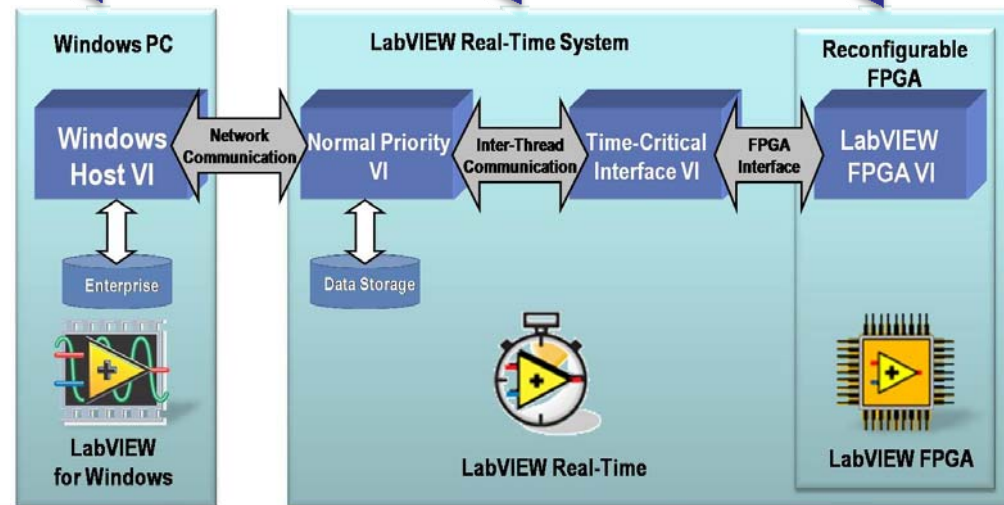 Windows PC
LabVIEW Real-Time System
Reconfigurable
FPGA
Windows
Host VI
Network
Communication
Normal Priority
VI
Inter-Thread
Communication
Time-Critical
Interface VI
FPGA
Interface
LabVIEW
FPGA VI
Enterprise
Data Storage
LabVIEW
for Windows
LabVIEW Real-Time
LabVIEW FPGA